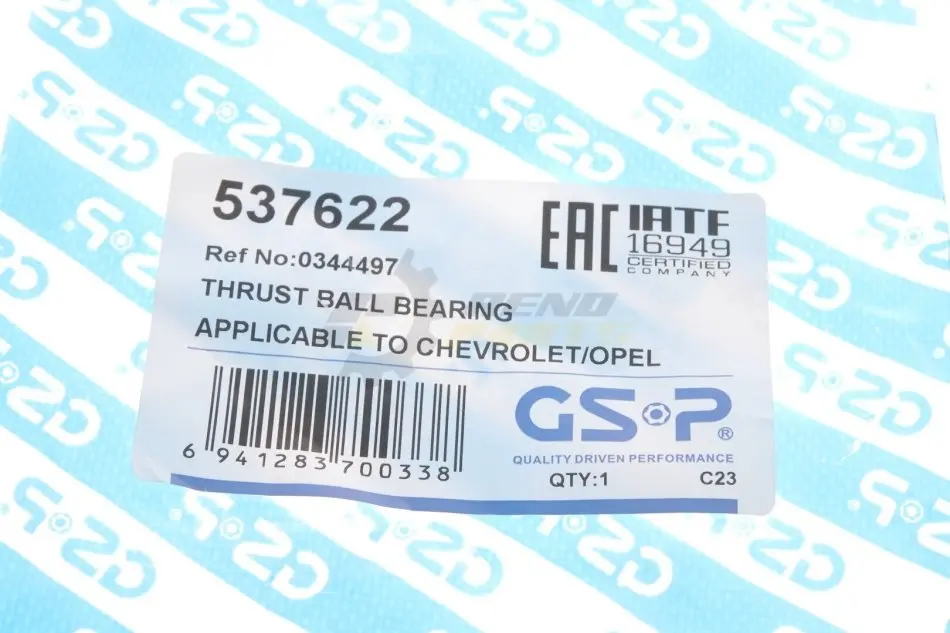 537622
EAC
IATF
16949
CERTIFIED
COMPANY
Ref No:0344497
THRUST BALL BEARING
APPLICABLE TO CHEVROLET/OPEL
6 941283 700338
GSP®
QUALITY DRIVEN PERFORMANCE
QTY:1
C23